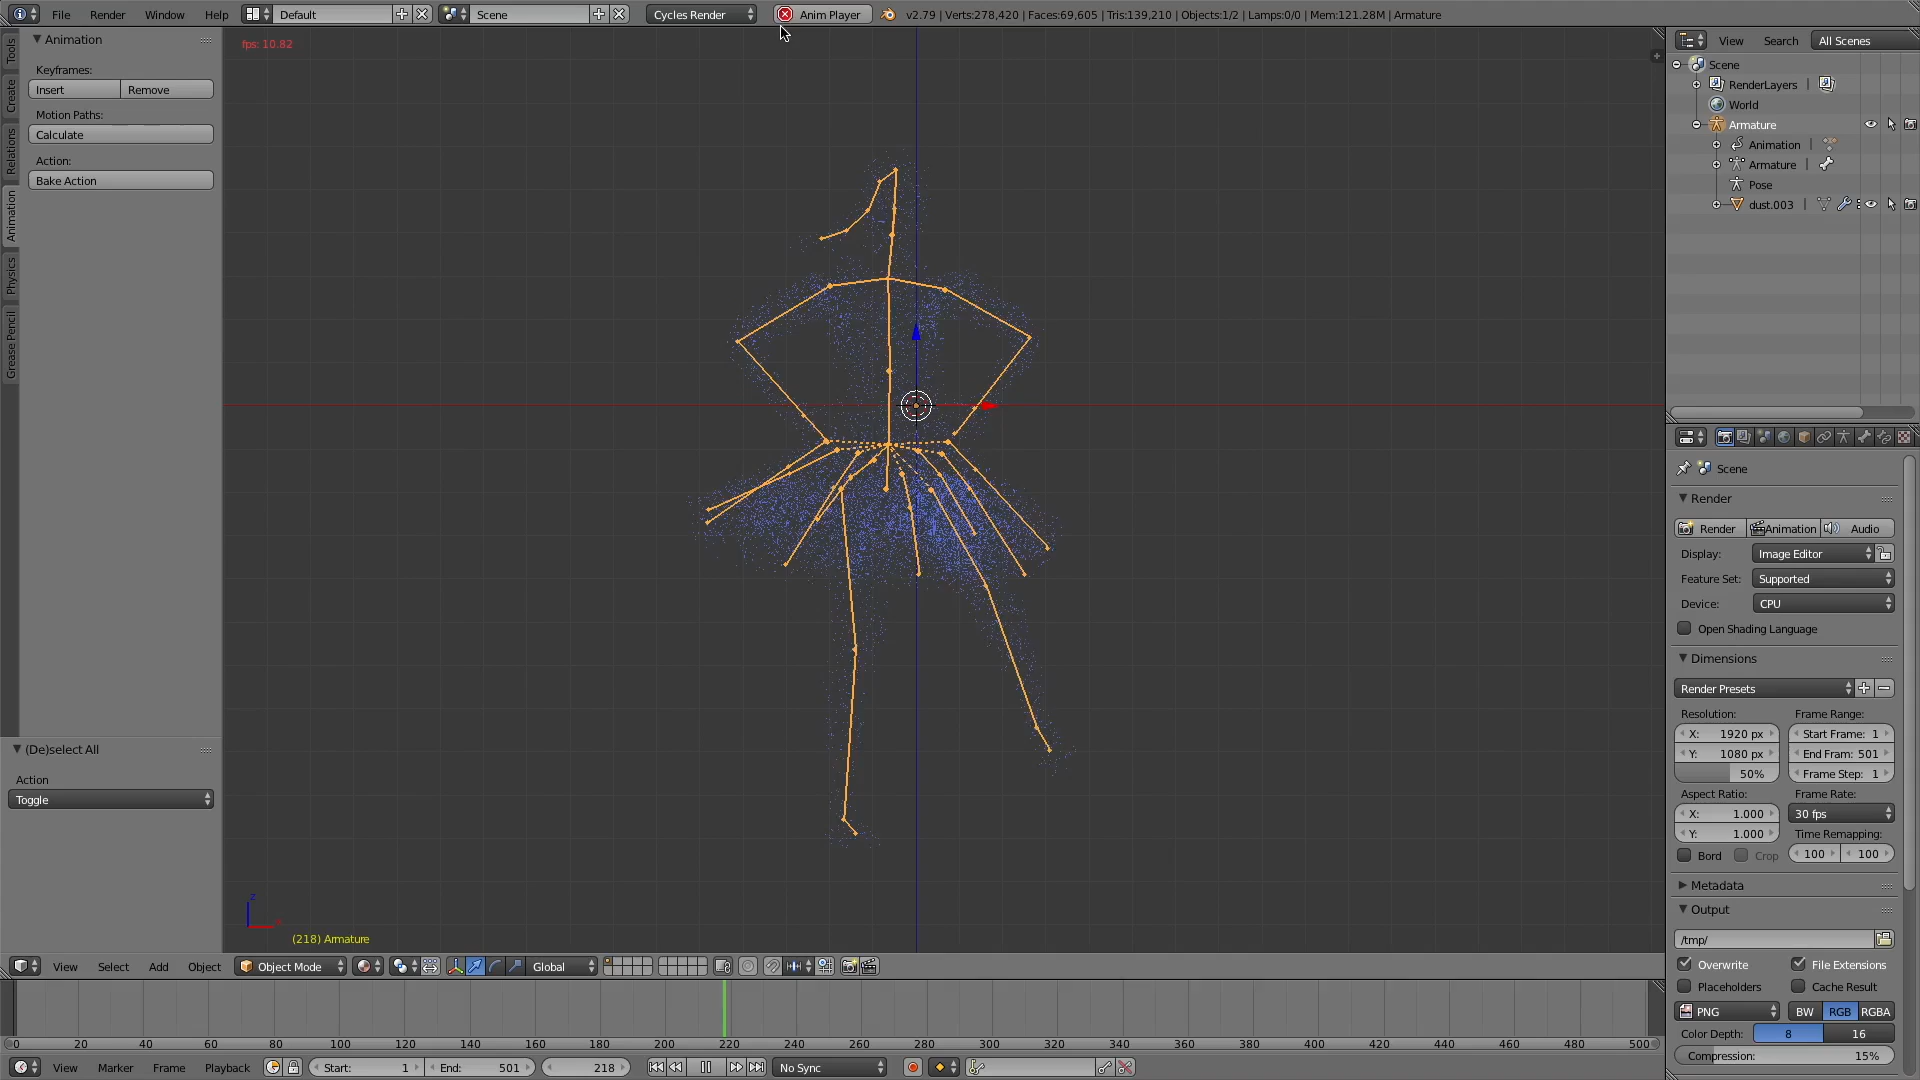 File Render Window Help Default Scene Cycles Render Anim Player v2.79 | Verts:278,420 | Faces:69,605 | Tris:139,210 | Objects:1/2 | Lamps:0/0 | Mem:121.28M | Armature
Tools
Create
Relations
Animation
Physics
Grease Pencil
Animation
Keyframes:
Insert Remove
Motion Paths:
Calculate
Action:
Bake Action
(De)select All
Action
Toggle
fps: 10.82
z
(218) Armature
View Select Add Object Object Mode Global
0 20 40 60 80 100 120 140 160 180 200 220 240 260 280 300 320 340 360 380 400 420 440 460 480 500
View Marker Frame Playback Start: 1 End: 501 218 No Sync
View Search All Scenes
Scene
RenderLayers |
World
Armature
Animation |
Armature |
Pose
dust.003 |
Scene
Render
Render Animation Audio
Display: Image Editor
Feature Set: Supported
Device: CPU
Open Shading Language
Dimensions
Render Presets
Resolution: Frame Range:
X: 1920 px Start Frame: 1
Y: 1080 px End Fram: 501
50% Frame Step: 1
Aspect Ratio: Frame Rate:
X: 1.000 30 fps
Y: 1.000 Time Remapping:
Bord Crop 100 100
Metadata
Output
/tmp/
Overwrite File Extensions
Placeholders Cache Result
PNG BW RGB RGBA
Color Depth: 8 16
Compression: 15%